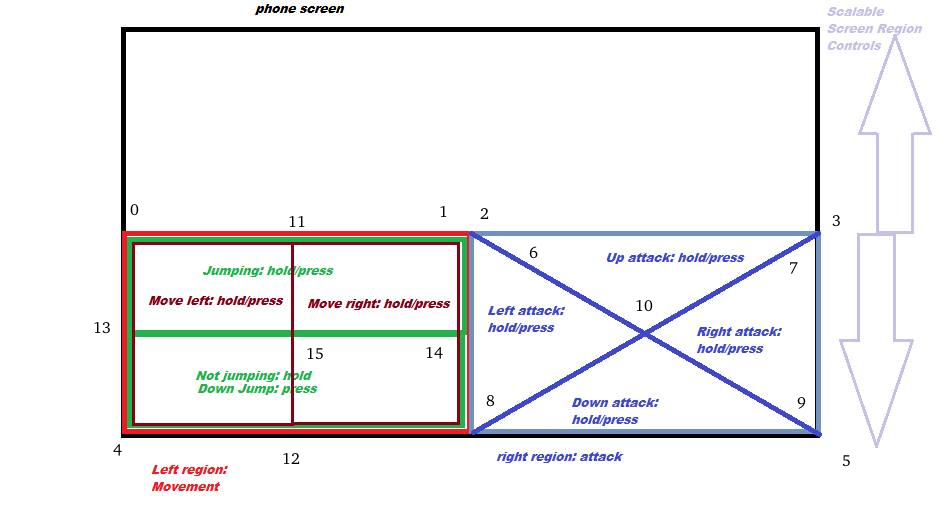 phone screen
Scalable
Screen Region
Controls
0
1
2
3
11
6
7
Up attack: hold/press
Jumping: hold/press
Move left: hold/press
Move right: hold/press
10
Left attack:
hold/press
13
Right attack:
hold/press
15
14
Not jumping: hold
Down Jump: press
8
9
Down attack:
hold/press
4
12
5
right region: attack
Left region:
Movement